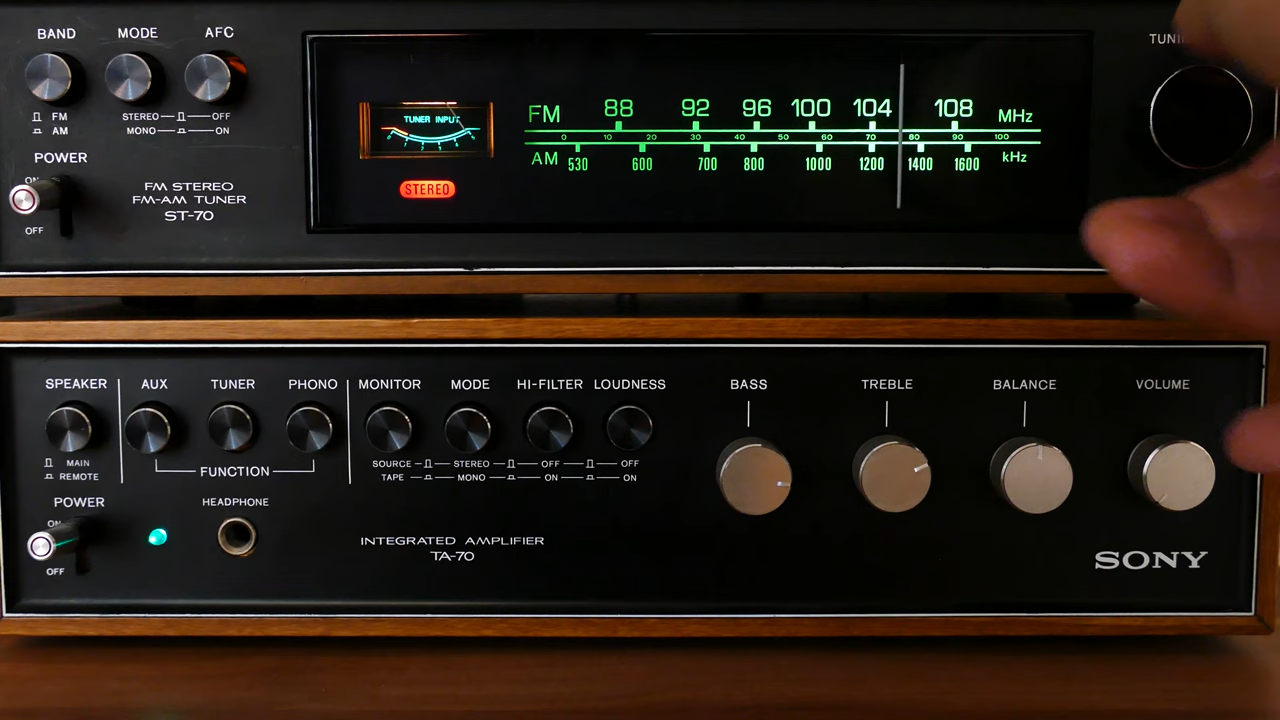 BAND MODE AFC
FM STEREO OFF
AM MONO ON
POWER
ON
OFF
FM STEREO
FM-AM TUNER
ST-70
TUNER INPUT
STEREO
FM 88 92 96 100 104 108 MHz
0 10 20 30 40 50 60 70 80 90 100
AM 530 600 700 800 1000 1200 1400 1600 kHz
SPEAKER AUX TUNER PHONO MONITOR MODE HI-FILTER LOUDNESS BASS TREBLE BALANCE VOLUME
MAIN SOURCE STEREO OFF OFF
REMOTE FUNCTION TAPE MONO ON ON
POWER HEADPHONE
ON
OFF
INTEGRATED AMPLIFIER
TA-70
SONY